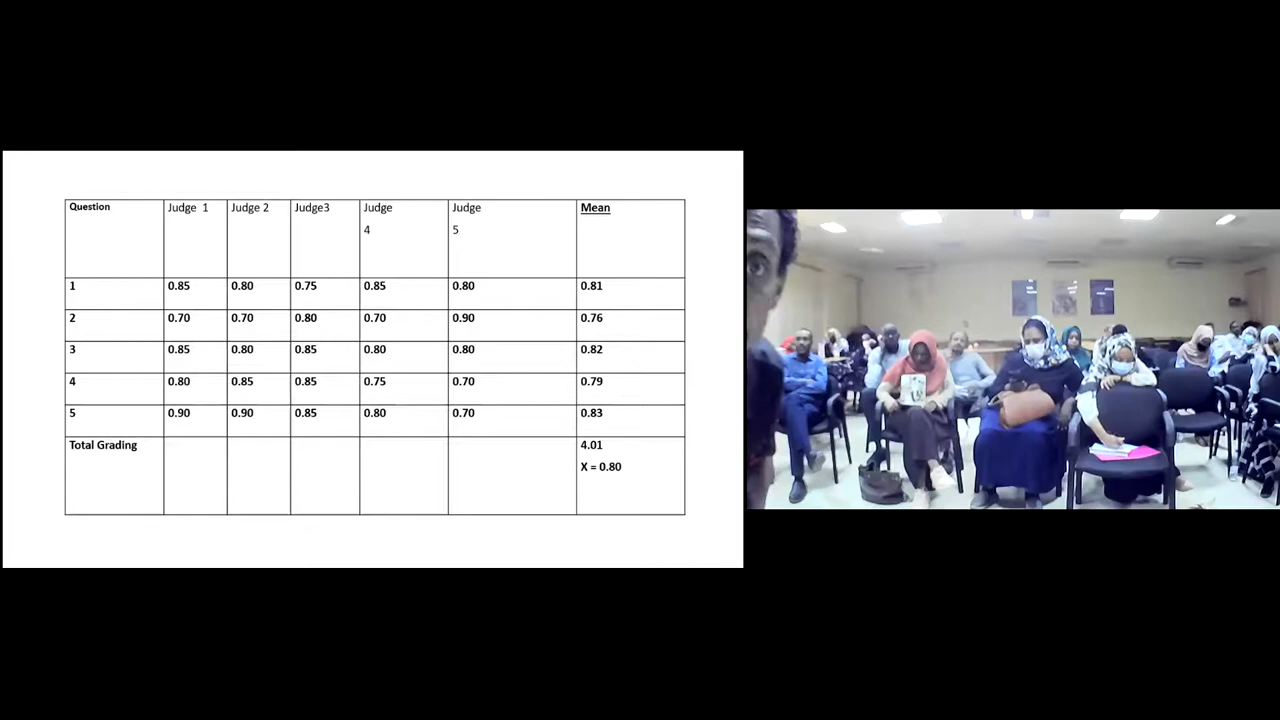 Question Judge 1 Judge 2 Judge3 Judge 4 Judge 5 Mean
1 0.85 0.80 0.75 0.85 0.80 0.81
2 0.70 0.70 0.80 0.70 0.90 0.76
3 0.85 0.80 0.85 0.80 0.80 0.82
4 0.80 0.85 0.85 0.75 0.70 0.79
5 0.90 0.90 0.85 0.80 0.70 0.83
Total Grading 4.01
X = 0.80